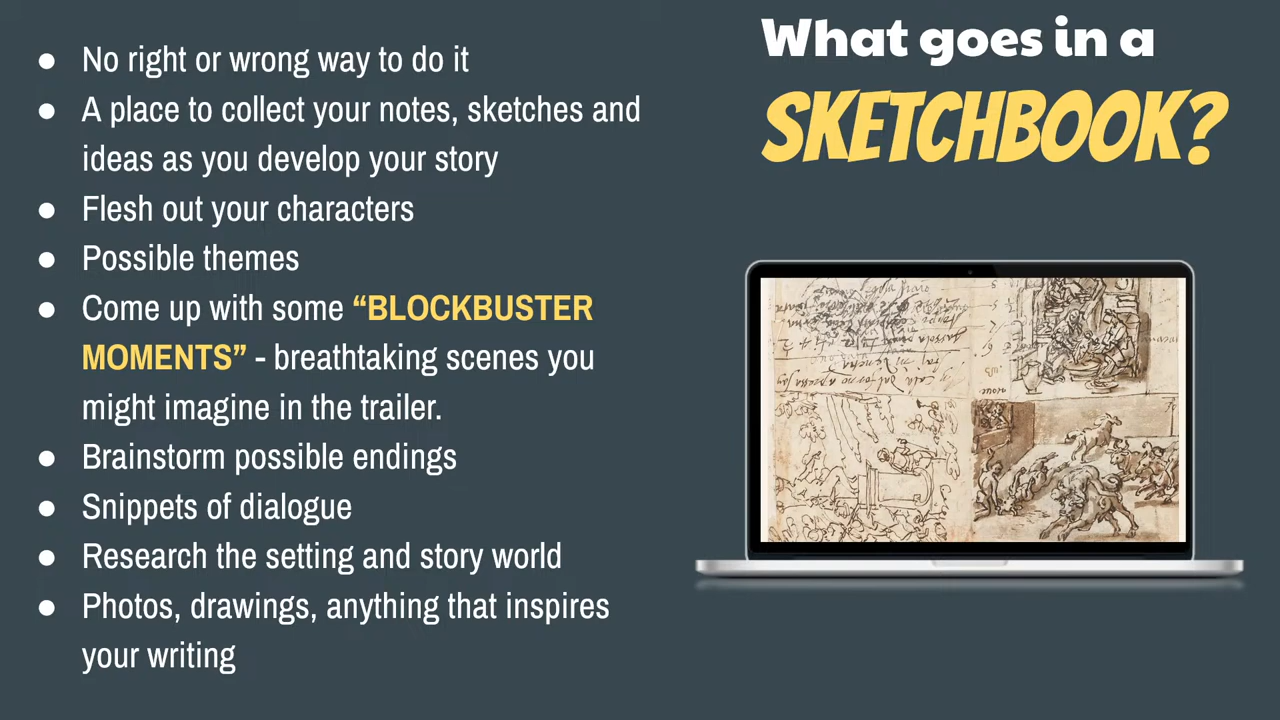 What goes in a
SKETCHBOOK?
● No right or wrong way to do it
● A place to collect your notes, sketches and
ideas as you develop your story
● Flesh out your characters
● Possible themes
● Come up with some “BLOCKBUSTER
MOMENTS” - breathtaking scenes you
might imagine in the trailer.
● Brainstorm possible endings
● Snippets of dialogue
● Research the setting and story world
● Photos, drawings, anything that inspires
your writing